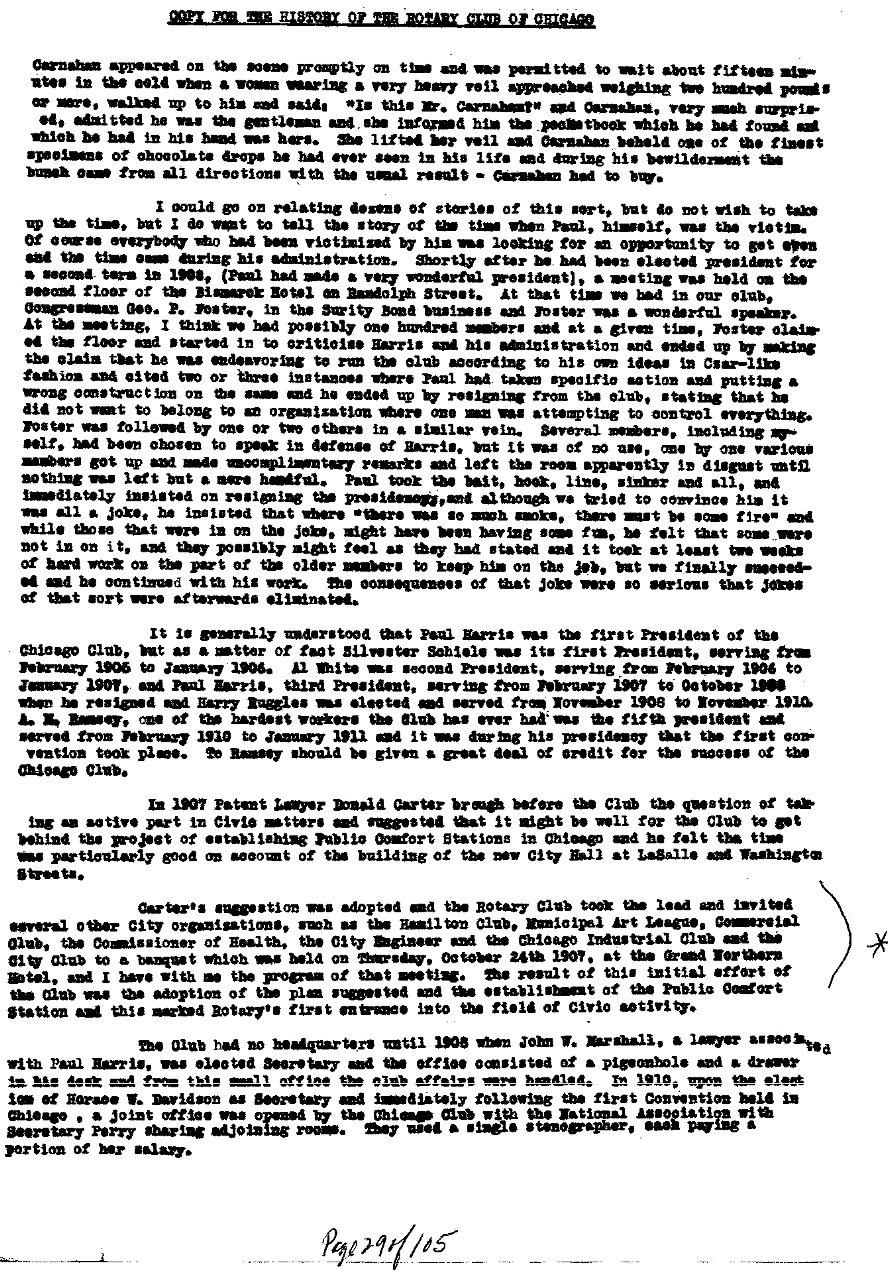 COPY FOR THE HISTORY OF THE ROTARY CLUB OF CHICAGO
Carnahan appeared on the scene promptly on time and was permitted to wait about fifteen min-
utes in the cold when a woman wearing a very heavy veil approached weighing two hundred pounds
or more, walked up to him and said, "Is this Mr. Carnahan?" and Carnahan, very much surpris-
ed, admitted he was the gentleman and she informed him the pocketbook which he had found and
which he had in his hand was hers. She lifted her veil and Carnahan beheld one of the finest
specimens of chocolate drops he had ever seen in his life and during his bewilderment the
bunch came from all directions with the usual result - Carnahan had to buy.
I could go on relating dozens of stories of this sort, but do not wish to take
up the time, but I do want to tell the story of the time when Paul, himself, was the victim.
Of course everybody who had been victimized by him was looking for an opportunity to get even
and the time came during his administration. Shortly after he had been elected president for
a second term in 1908, (Paul had made a very wonderful president), a meeting was held on the
second floor of the Bismarck Hotel on Randolph Street. At that time we had in our club,
Congressman Geo. P. Foster, in the Surity Bond business and Foster was a wonderful speaker.
At the meeting, I think we had possibly one hundred members and at a given time, Foster claim-
ed the floor and started in to criticise Harris and his administration and ended up by making
the claim that he was endeavoring to run the club according to his own ideas in Czar-like
fashion and cited two or three instances where Paul had taken specific action and putting a
wrong construction on the same and he ended up by resigning from the club, stating that he
did not want to belong to an organization where one man was attempting to control everything.
Foster was followed by one or two others in a similar vein. Several members, including my-
self, had been chosen to speak in defense of Harris, but it was of no use, one by one various
members got up and made uncomplimentary remarks and left the room apparently in disgust until
nothing was left but a mere handful. Paul took the bait, hook, line, sinker and all, and
immediately insisted on resigning the presidency,and although we tried to convince him it
was all a joke, he insisted that where "there was so much smoke, there must be some fire" and
while those that were in on the joke, might have been having some fun, he felt that some were
not in on it, and they possibly might feel as they had stated and it took at least two weeks
of hard work on the part of the older members to keep him on the job, but we finally succeed-
ed and he continued with his work. The consequences of that joke were so serious that jokes
of that sort were afterwards eliminated.
It is generally understood that Paul Harris was the first President of the
Chicago Club, but as a matter of fact Silvester Schiele was its first President, serving from
February 1905 to January 1906. Al White was second President, serving from February 1906 to
January 1907, and Paul Harris, third President, serving from February 1907 to October 1908
when he resigned and Harry Ruggles was elected and served from November 1908 to November 1910.
A. M. Ramsey, one of the hardest workers the Club has ever had was the fifth president and
served from February 1910 to January 1911 and it was during his presidency that the first con-
vention took place. To Ramsey should be given a great deal of credit for the success of the
Chicago Club.
In 1907 Patent Lawyer Donald Carter brough before the Club the question of tak-
ing an active part in Civic matters and suggested that it might be well for the Club to get
behind the project of establishing Public Comfort Stations in Chicago and he felt the time
was particularly good on account of the building of the new City Hall at LaSalle and Washington
Streets.
Carter's suggestion was adopted and the Rotary Club took the lead and invited
several other City organizations, such as the Hamilton Club, Municipal Art League, Commercial
Club, the Commissioner of Health, the City Engineer and the Chicago Industrial Club and the
City Club to a banquet which was held on Thursday, October 24th 1907, at the Grand Northern
Hotel, and I have with me the program of that meeting. The result of this initial effort of
the Club was the adoption of the plan suggested and the establishment of the Public Comfort
Station and this marked Rotary's first entrance into the field of Civic activity.
The Club had no headquarters until 1908 when John W. Marshall, a lawyer associated
with Paul Harris, was elected Secretary and the office consisted of a pigeonhole and a drawer
in his desk and from this small office the club affairs were handled. In 1910, upon the elect
ion of Horace W. Davidson as Secretary and immediately following the first Convention held in
Chicago , a joint office was opened by the Chicago Club with the National Association with
Secretary Perry sharing adjoining rooms. They used a single stenographer, each paying a
portion of her salary.
Page 29 of 105